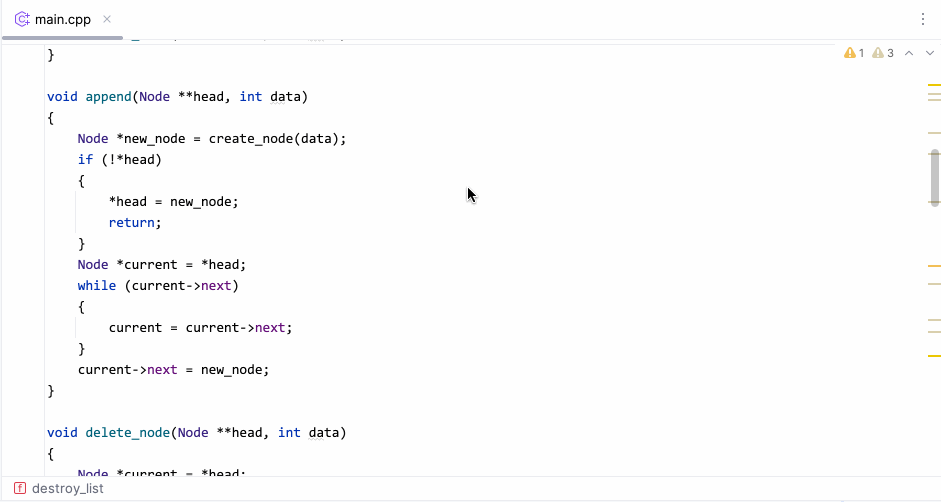 main.cpp
1 3
}
void append(Node **head, int data)
{
Node *new_node = create_node(data);
if (!*head)
{
*head = new_node;
return;
}
Node *current = *head;
while (current->next)
{
current = current->next;
}
current->next = new_node;
}
void delete_node(Node **head, int data)
{
Node *current = *head;
destroy_list